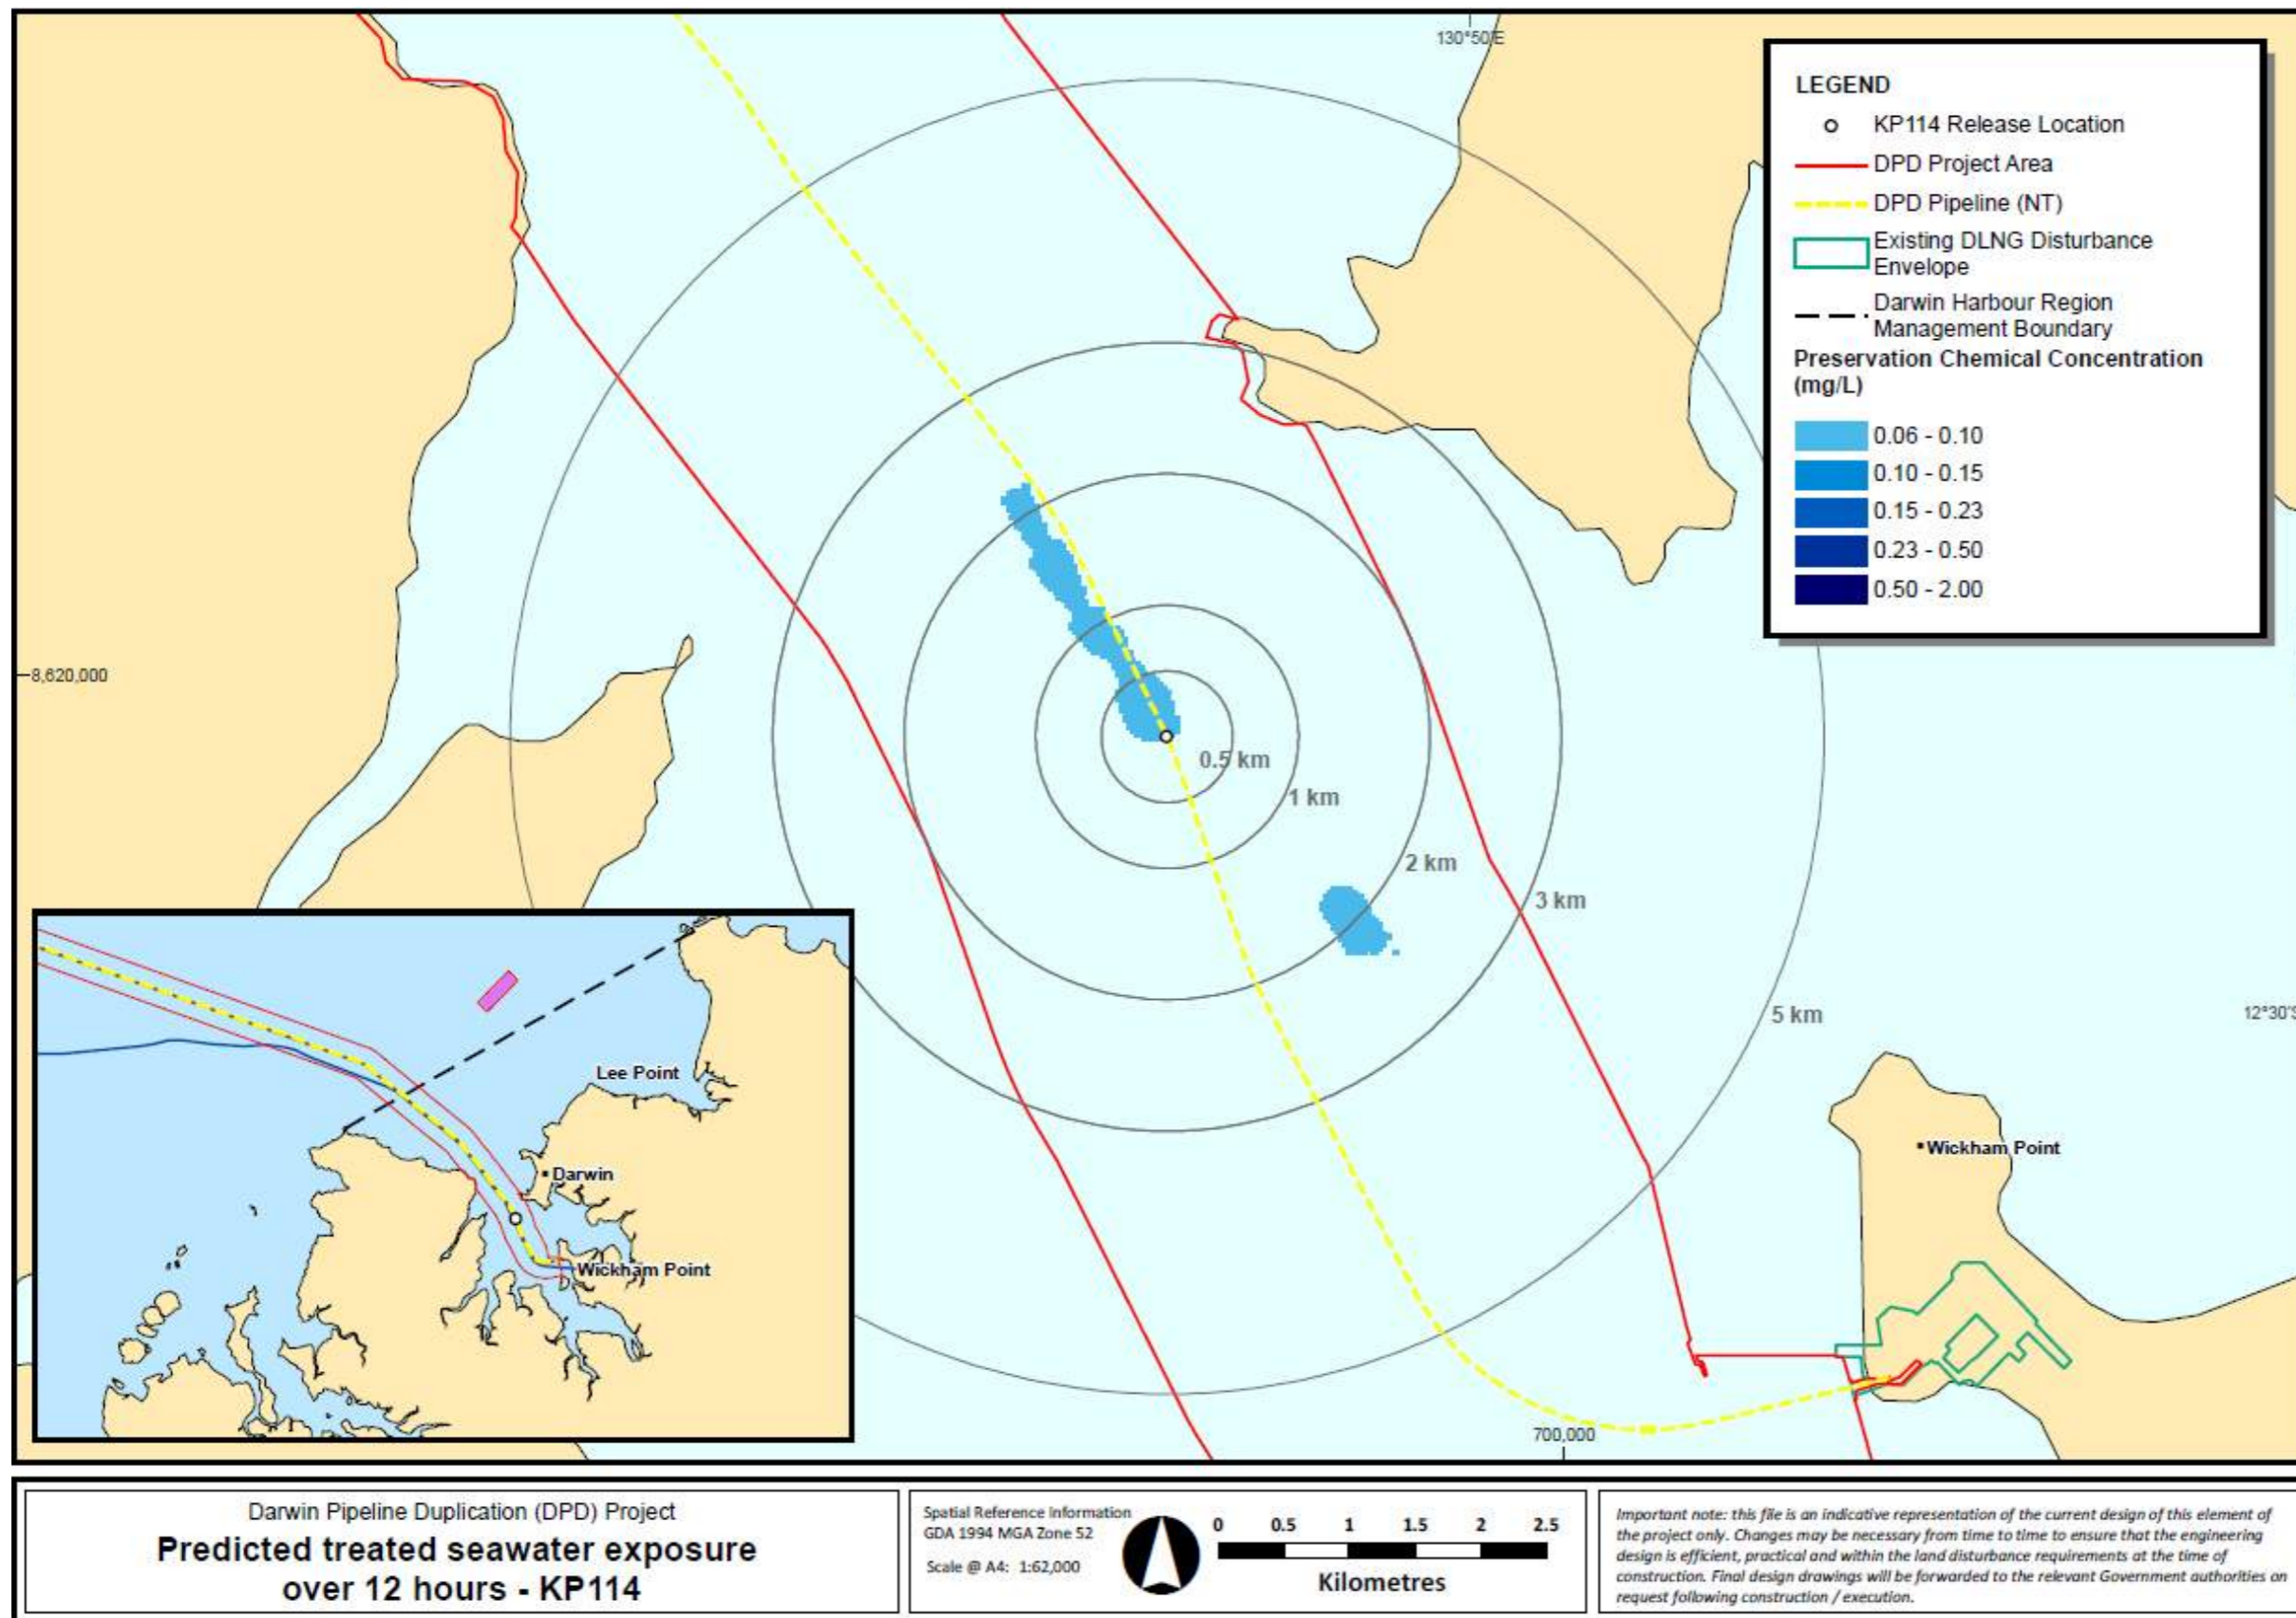 130°50'E
LEGEND
KP114 Release Location
DPD Project Area
DPD Pipeline (NT)
Existing DLNG Disturbance
Envelope
Darwin Harbour Region
Management Boundary
Preservation Chemical Concentration
(mg/L)
0.06 - 0.10
0.10 - 0.15
0.15 - 0.23
0.23 - 0.50
0.50 - 2.00
8,620,000
0.5 km
1 km
2 km
3 km
5 km
12°30'S
Wickham Point
700,000
Lee Point
Darwin
Wickham Point
Darwin Pipeline Duplication (DPD) Project
Predicted treated seawater exposure
over 12 hours - KP114
Spatial Reference Information
GDA 1994 MGA Zone 52
Scale @ A4: 1:62,000
0 0.5 1 1.5 2 2.5
Kilometres
Important note: this file is an indicative representation of the current design of this element of
the project only. Changes may be necessary from time to time to ensure that the engineering
design is efficient, practical and within the land disturbance requirements at the time of
construction. Final design drawings will be forwarded to the relevant Government authorities on
request following construction / execution.